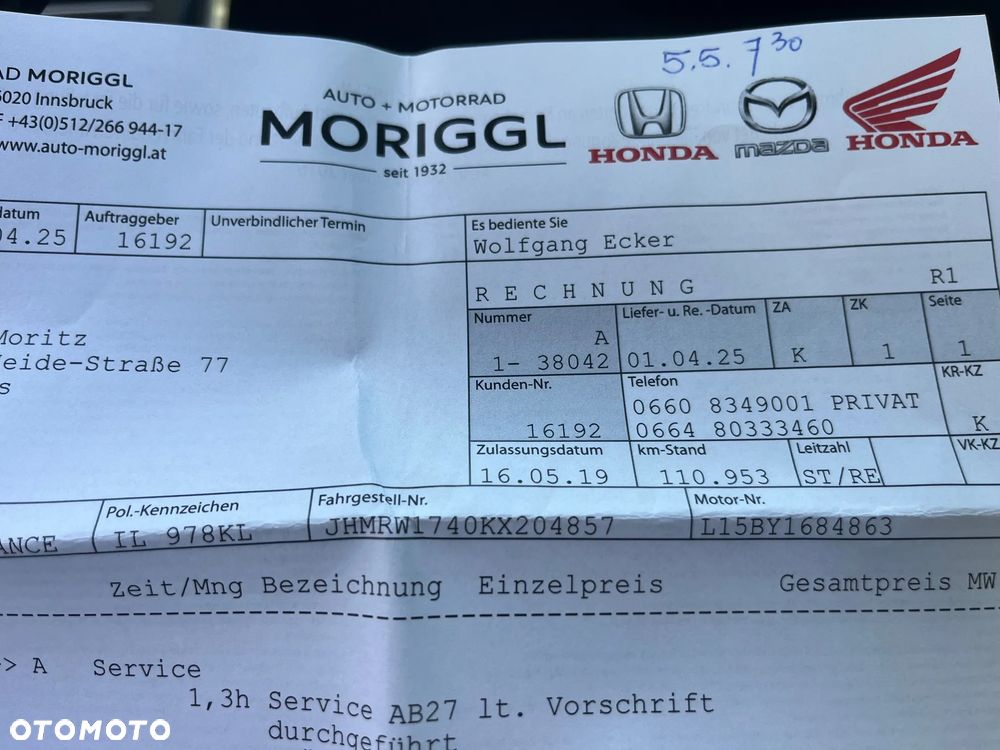 5.5. 7 30
AD MORIGGL
6020 Innsbruck
F +43(0)512/266 944-17
www.auto-moriggl.at
AUTO + MOTORRAD
MORIGGL
seit 1932
HONDA
mazda
HONDA
datum
04.25
Auftraggeber
16192
Unverbindlicher Termin
Es bediente Sie
Wolfgang Ecker
RECHNUNG R1
Nummer
A
1- 38042
Liefer- u. Re. -Datum
01.04.25
ZA
K
ZK
1
Seite
1
Moritz
Heide-Straße 77
s
Kunden-Nr.
16192
Telefon
0660 8349001 PRIVAT
0664 80333460
KR-KZ
K
Zulassungsdatum
16.05.19
km-Stand
110.953
Leitzahl
ST/RE
VK-KZ
ANCE
Pol.-Kennzeichen
IL 978KL
Fahrgestell-Nr.
JHMRW1740KX204857
Motor-Nr.
L15BY1684863
Zeit/Mng Bezeichnung Einzelpreis Gesamtpreis MW
-> A Service
1,3h Service AB27 lt. Vorschrift
durchgeführt
OTOMOTO